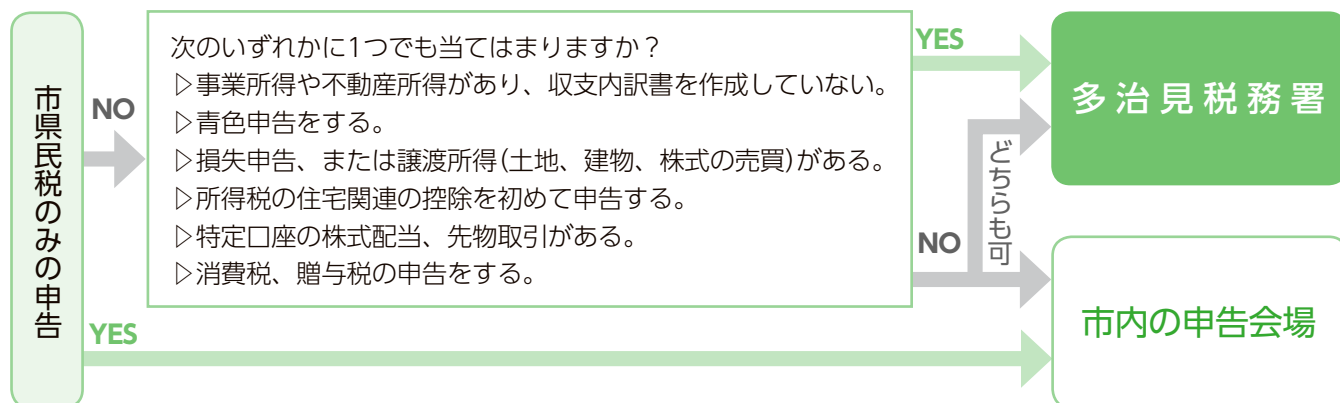 市県民税のみの申告
NO
YES
次のいずれかに1つでも当てはまりますか？
▷事業所得や不動産所得があり、収支内訳書を作成していない。
▷青色申告をする。
▷損失申告、または譲渡所得(土地、建物、株式の売買)がある。
▷所得税の住宅関連の控除を初めて申告する。
▷特定口座の株式配当、先物取引がある。
▷消費税、贈与税の申告をする。
YES
NO
どちらも可
多治見税務署
市内の申告会場